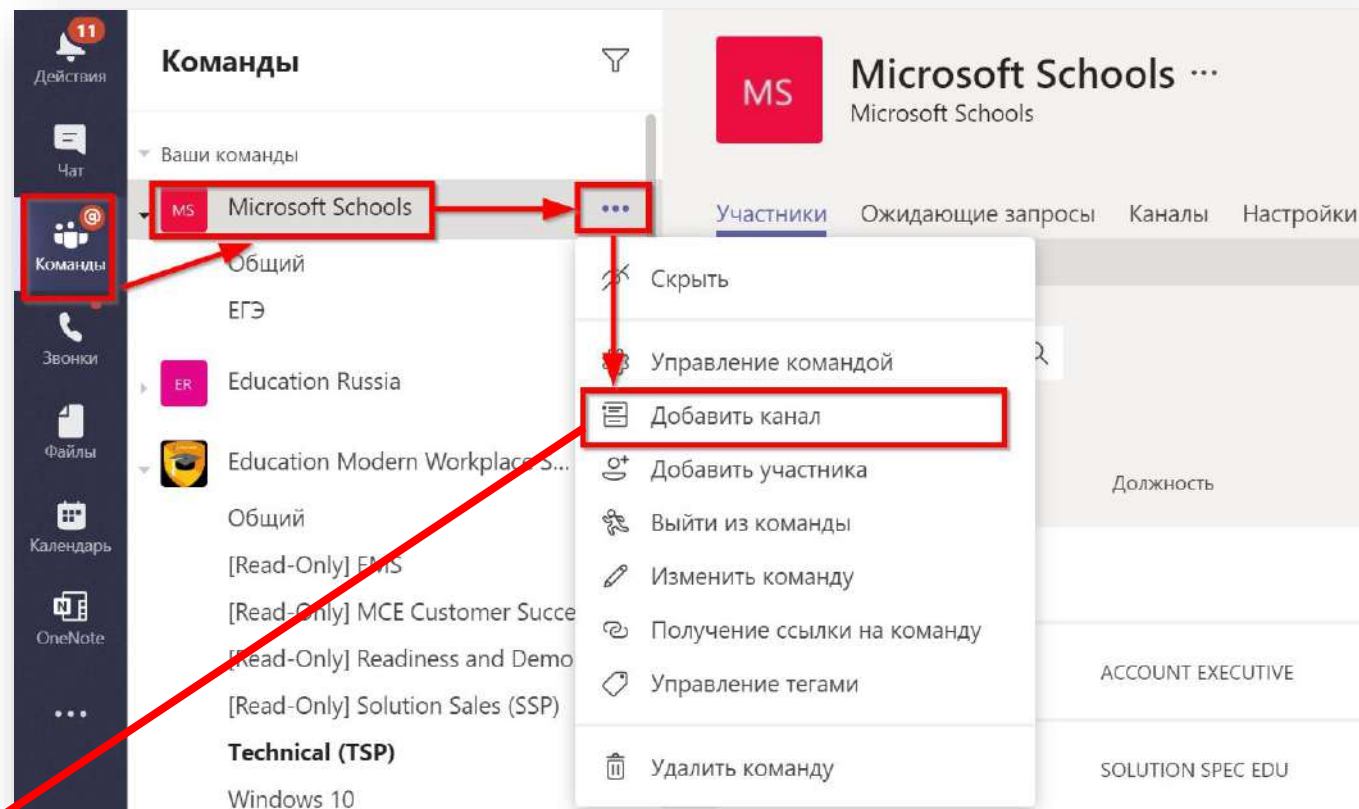 11
Действия
Чат
@
Команды
Звонки
Файлы
Календарь
OneNote
Команды
Ваши команды
MS Microsoft Schools
Общий
ЕГЭ
ER Education Russia
Education Modern Workplace S...
Общий
[Read-Only] EMS
[Read-Only] MCE Customer Succe
[Read-Only] Readiness and Demo
[Read-Only] Solution Sales (SSP)
Technical (TSP)
Windows 10
Скрыть
Управление командой
Добавить канал
Добавить участника
Выйти из команды
Изменить команду
Получение ссылки на команду
Управление тегами
Удалить команду
MS
Microsoft Schools ...
Microsoft Schools
Участники Ожидающие запросы Каналы Настройки
Должность
ACCOUNT EXECUTIVE
SOLUTION SPEC EDU